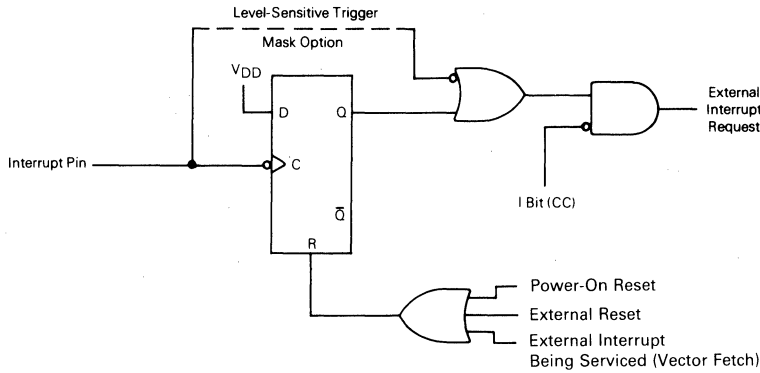 Level-Sensitive Trigger
Mask Option
VDD
D
Q
External
Interrupt
Request
Interrupt Pin
C
I Bit (CC)
Q̅
R
Power-On Reset
External Reset
External Interrupt
Being Serviced (Vector Fetch)